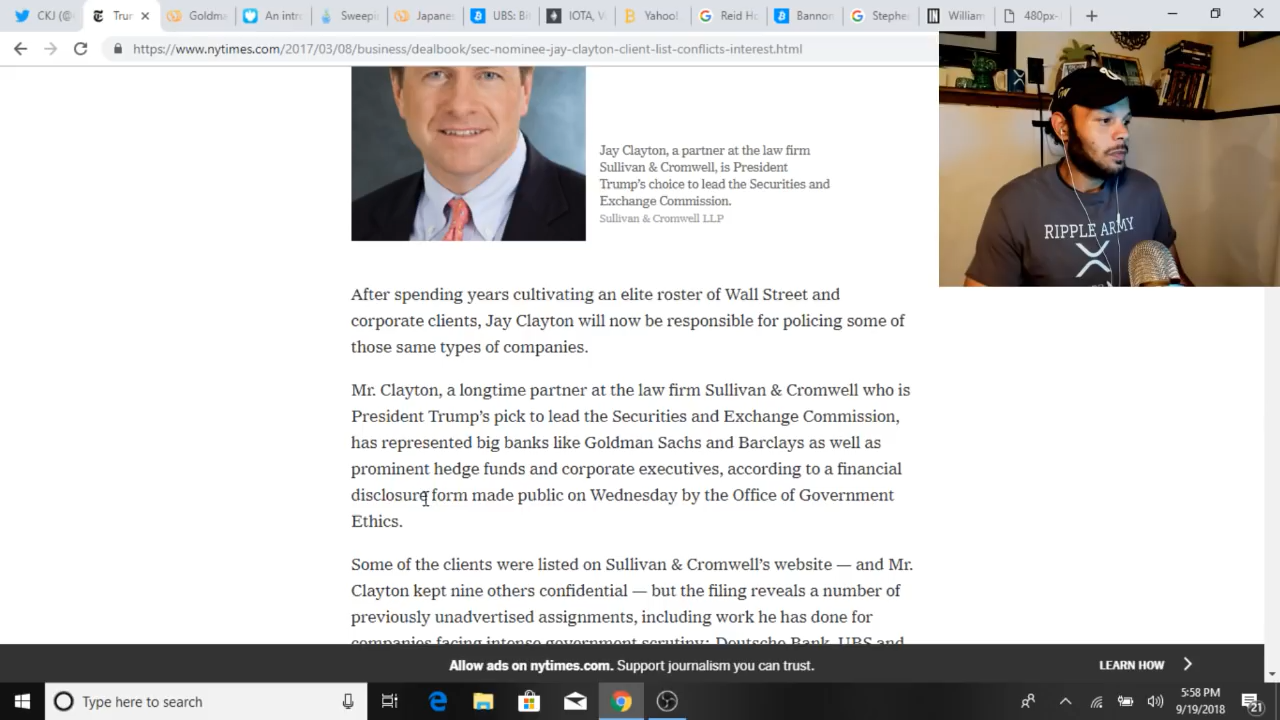 CKJ (@
Trur
Goldma
An intro
Sweepin
Japanes
UBS: Bit
IOTA, V
Yahoo!
Reid Ho
Bannon
Stephe
William
480px-
https://www.nytimes.com/2017/03/08/business/dealbook/sec-nominee-jay-clayton-client-list-conflicts-interest.html
Jay Clayton, a partner at the law firm
Sullivan & Cromwell, is President
Trump's choice to lead the Securities and
Exchange Commission.
Sullivan & Cromwell LLP
RIPPLE ARMY
After spending years cultivating an elite roster of Wall Street and
corporate clients, Jay Clayton will now be responsible for policing some of
those same types of companies.
Mr. Clayton, a longtime partner at the law firm Sullivan & Cromwell who is
President Trump's pick to lead the Securities and Exchange Commission,
has represented big banks like Goldman Sachs and Barclays as well as
prominent hedge funds and corporate executives, according to a financial
disclosure form made public on Wednesday by the Office of Government
Ethics.
Some of the clients were listed on Sullivan & Cromwell's website — and Mr.
Clayton kept nine others confidential — but the filing reveals a number of
previously unadvertised assignments, including work he has done for
companies facing intense government scrutiny: Deutsche Bank, UBS and
Allow ads on nytimes.com. Support journalism you can trust.
LEARN HOW
Type here to search
5:58 PM
9/19/2018
21